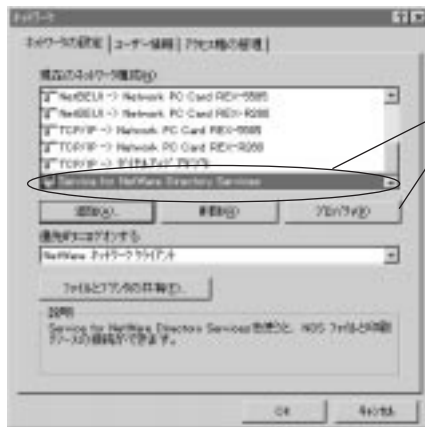 ネットワーク
ネットワークの設定 ユーザー情報 アクセス権の管理
現在のネットワーク構成(N)
NetBEUI -> Network PC Card REX-5585
NetBEUI -> Network PC Card REX-R280
TCP/IP -> Network PC Card REX-5585
TCP/IP -> Network PC Card REX-R280
TCP/IP -> ダイヤルアップ アダプタ
Service for NetWare Directory Services
追加(A)... 削除(R) プロパティ(P)
優先的にログオンする
NetWare ネットワーククライアント
ファイルとプリンタの共有(F)...
説明
Service for NetWare Directory Servicesを使うと、NDS ファイルと印刷
リソースの接続ができます。
OK キャンセル